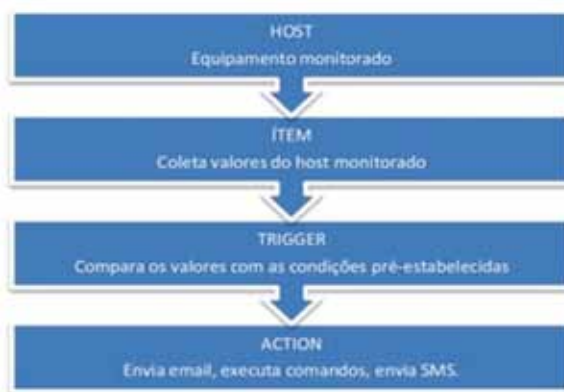 HOST
Equipamento monitorado
ÍTEM
Coleta valores do host monitorado
TRIGGER
Compara os valores com as condições pré-estabelecidas
ACTION
Envia email, executa comandos, envia SMS.